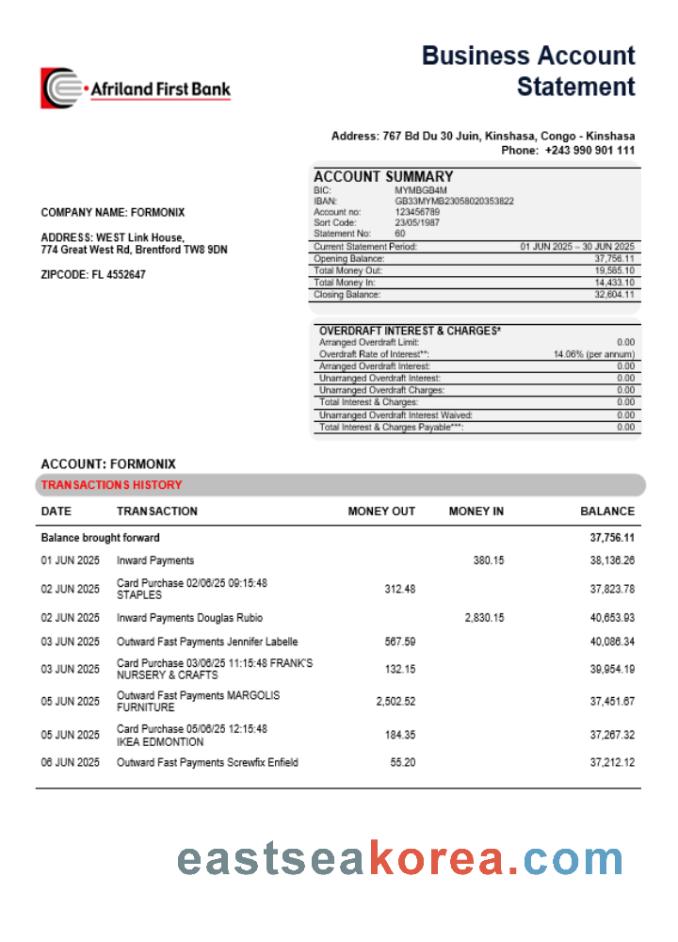 Business Account
Statement
Afriland First Bank
Address: 767 Bd Du 30 Juin, Kinshasa, Congo - Kinshasa
Phone: +243 990 901 111
ACCOUNT SUMMARY
BIC: MYMBGB4M
IBAN: GB33MYMB23058020353822
Account no: 123456789
Sort Code: 23/05/1987
Statement No: 60
Current Statement Period: 01 JUN 2025 – 30 JUN 2025
Opening Balance: 37,756.11
Total Money Out: 19,585.10
Total Money In: 14,433.10
Closing Balance: 32,604.11
COMPANY NAME: FORMONIX
ADDRESS: WEST Link House,
774 Great West Rd, Brentford TW8 9DN
ZIPCODE: FL 4552647
OVERDRAFT INTEREST & CHARGES*
Arranged Overdraft Limit: 0.00
Overdraft Rate of Interest**: 14.06% (per annum)
Arranged Overdraft Interest: 0.00
Unarranged Overdraft Interest: 0.00
Unarranged Overdraft Charges: 0.00
Total Interest & Charges: 0.00
Unarranged Overdraft Interest Waived: 0.00
Total Interest & Charges Payable***: 0.00
ACCOUNT: FORMONIX
TRANSACTIONS HISTORY
DATE TRANSACTION MONEY OUT MONEY IN BALANCE
Balance brought forward 37,756.11
01 JUN 2025 Inward Payments 380.15 38,136.26
02 JUN 2025 Card Purchase 02/06/25 09:15:48 312.48 37,823.78
STAPLES
02 JUN 2025 Inward Payments Douglas Rubio 2,830.15 40,653.93
03 JUN 2025 Outward Fast Payments Jennifer Labelle 567.59 40,086.34
03 JUN 2025 Card Purchase 03/06/25 11:15:48 FRANK'S 132.15 39,954.19
NURSERY & CRAFTS
05 JUN 2025 Outward Fast Payments MARGOLIS 2,502.52 37,451.67
FURNITURE
05 JUN 2025 Card Purchase 05/06/25 12:15:48 184.35 37,267.32
IKEA EDMONTION
06 JUN 2025 Outward Fast Payments Screwfix Enfield 55.20 37,212.12
eastseakorea.com